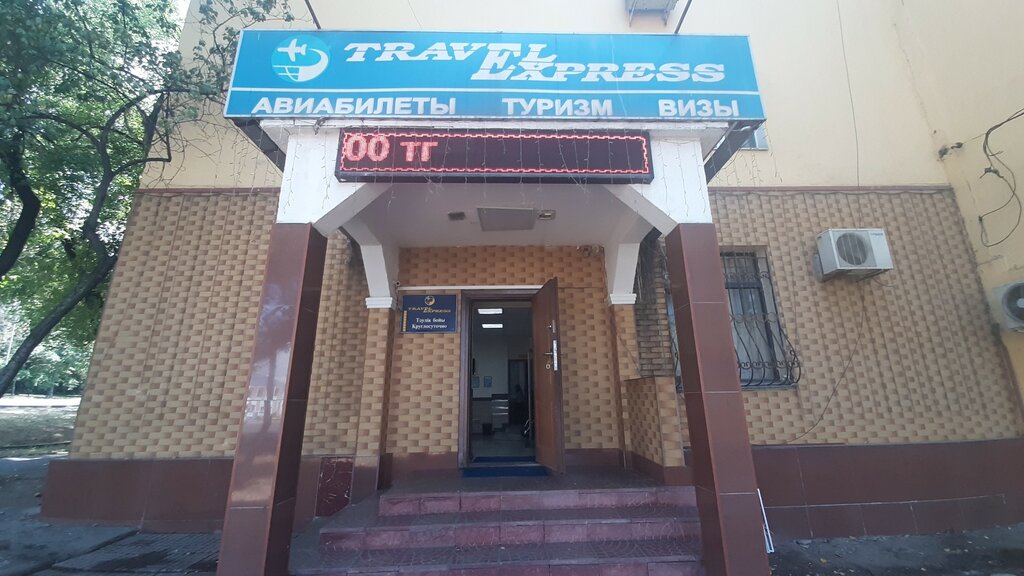 TRAVEL EXPRESS
АВИАБИЛЕТЫ ТУРИЗМ ВИЗЫ
00 тг
TRAVEL EXPRESS
Тәулік бойы
Круглосуточно